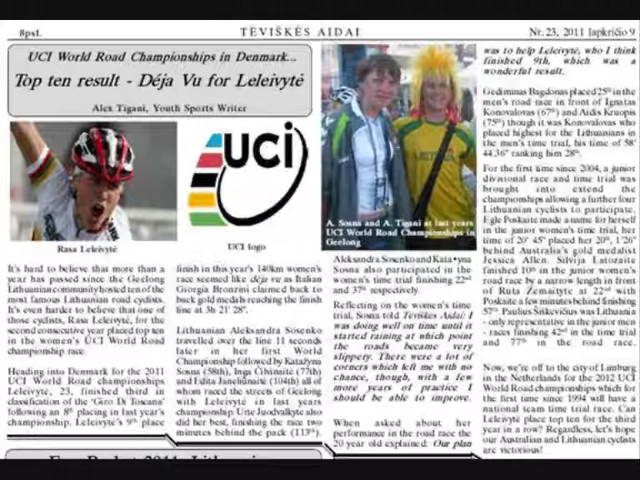 8psl.
TĖVIŠKĖS AIDAI
Nr. 23, 2011 lapkričio 9
UCI World Road Championships in Denmark...
Top ten result - Déja Vu for Leleivytė
Alex Tigani, Youth Sports Writer
Rasa Leleivytė
UCi
UCI logo
It's hard to believe that more than a
year has passed since the Geelong
Lithuanian community hosted ten of the
most famous Lithuanian road cyclists.
It's even harder to believe that one of
those cyclists, Rasa Leleivytė, for the
second consecutive year placed top ten
in the women's UCI World Road
championship race.
Heading into Denmark for the 2011
UCI World Road championships
Leleivytė, 23, finished third in
classification of the 'Giro Di Toscana'
following an 8th placing in last year's
championship. Leleivytė's 9th place
finish in this year's 140km women's
race seemed like déja vu as Italian
Giorgia Bronzini claimed back to
back gold medals reaching the finish
line at 3h 21' 28".
Lithuanian Aleksandra Sosenko
travelled over the line 11 seconds
later in her first World
Championship followed by Katažyna
Sosna (58th), Inga Čibinaitė (77th)
and Edita Janeliūnaitė (104th) all of
whom raced the streets of Geelong
with Leleivytė in last years
championship. Une Juodvalkyte also
did her best, finishing the race two
minutes behind the pack (113th).
A. Sosna and A. Tigani at last years
UCI World Road Championships in
Geelong
Aleksandra Sosenko and Kata•yna
Sosna also participated in the
women's time trial finishing 22nd
and 37th respectively.
Reflecting on the women's time
trial, Sosna told Tėviškės Aidai: I
was doing well on time until it
started raining at which point
the roads became very
slippery. There were a lot of
corners which left me with no
chance, though, with a few
more years of practice I
should be able to improve.
When asked about her
performance in the road race the
20 year old explained: Our plan
was to help Leleivytė, who I think
finished 9th, which was a
wonderful result.
Gediminas Bagdonas placed 25th in the
men's road race in front of Ignatas
Konovalovas (67th) and Aidis Kruopis
(75th) though it was Konovalovas who
placed highest for the Lithuanians in
the men's time trial, his time of 58'
44.36" ranking him 28th.
For the first time since 2004, a junior
divisional race and time trial was
brought into extend the
championships allowing a further four
Lithuanian cyclists to participate.
Egle Poskaite made a name for herself
in the junior women's time trial, her
time of 20' 45" placed her 20th, 1'26"
behind Australia's gold medalist
Jessica Allen. Silvija Latozaite
finished 10th in the junior women's
road race by a narrow length in front
of Ruta Zemaityte at 22nd with
Poskaite a few minutes behind finishing
57th. Paulius Šiškevičius was Lithuania
- only representative in the junior men
- races finishing 42nd in the time trial
and 77th in the road race.
Now, we're off to the city of Limburg
in the Netherlands for the 2012 UCI
World Road championships which for
the first time since 1994 will have a
national team time trial race. Can
Leleivytė place top ten for the third
year in a row? Regardless, let's hope
our Australian and Lithuanian cyclists
are victorious!